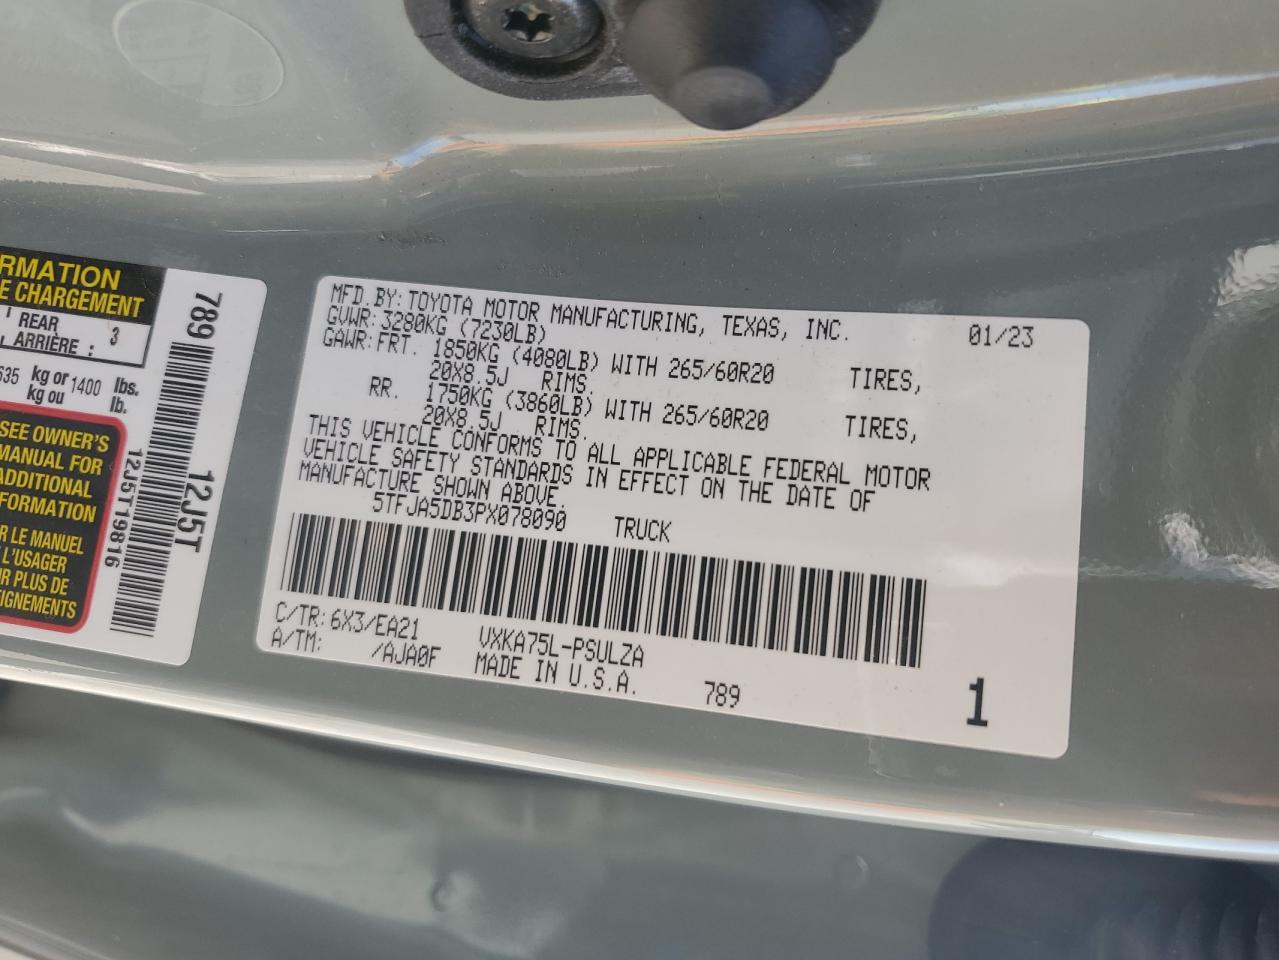 RMATION
E CHARGEMENT
REAR
ARRIÈRE : 3
635 kg or 1400 lbs.
kg ou lb.
SEE OWNER'S
MANUAL FOR
ADDITIONAL
FORMATION
R LE MANUEL
L'USAGER
R PLUS DE
IGNEMENTS
789
12J5T
12J5T19816
MFD. BY: TOYOTA MOTOR MANUFACTURING, TEXAS, INC. 01/23
GVWR: 3280KG (7230LB)
GAWR: FRT. 1850KG (4080LB) WITH 265/60R20 TIRES,
20X8.5J RIMS.
RR. 1750KG (3860LB) WITH 265/60R20 TIRES,
20X8.5J RIMS.
THIS VEHICLE CONFORMS TO ALL APPLICABLE FEDERAL MOTOR
VEHICLE SAFETY STANDARDS IN EFFECT ON THE DATE OF
MANUFACTURE SHOWN ABOVE.
5TFJA5DB3PX078090 TRUCK
C/TR: 6X3/EA21 VXKA75L-PSULZA
A/TM: /AJA0F MADE IN U.S.A. 789
1